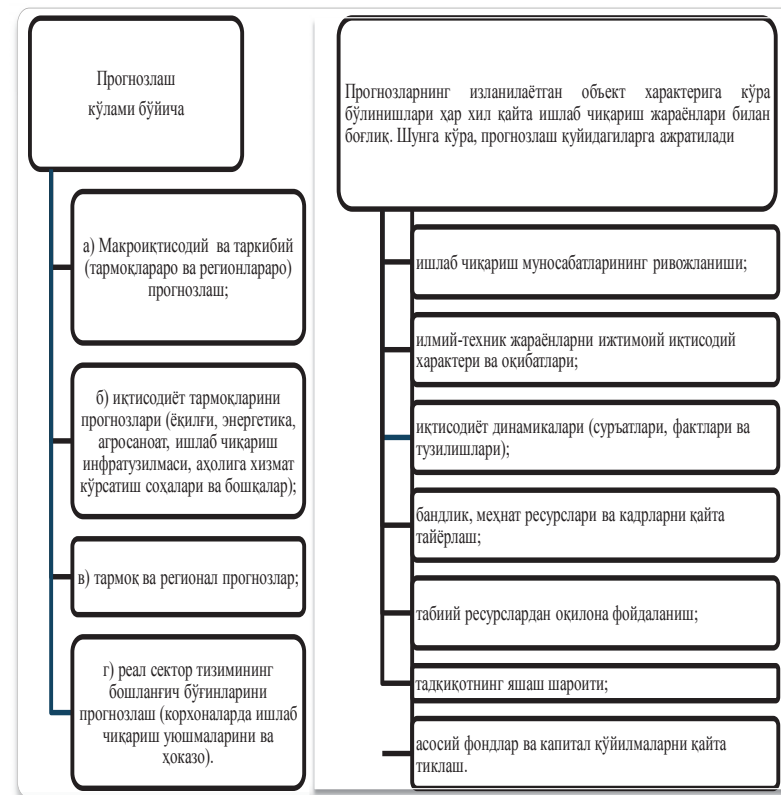 Прогнозлаш
кўлами бўйича
а) Макроиқтисодий ва таркибий
(тармоқлараро ва регионлараро)
прогнозлаш;
б) иқтисодиёт тармоқларини
прогнозлари (ёқилғи, энергетика,
агросаноат, ишлаб чиқариш
инфратузилмаси, аҳолига хизмат
кўрсатиш соҳалари ва бошқалар);
в) тармоқ ва регионал прогнозлар;
г) реал сектор тизимининг
бошланғич бўғинларини
прогнозлаш (корхоналарда ишлаб
чиқариш уюшмаларини ва
ҳоказо).
Прогнозларнинг изланилаётган объект характерига кўра
бўлинишлари ҳар хил қайта ишлаб чиқариш жараёнлари билан
боғлиқ. Шунга кўра, прогнозлаш қуйидагиларга ажратилади
ишлаб чиқариш муносабатларининг ривожланиши;
илмий-техник жараёнларни ижтимоий иқтисодий
характери ва оқибатлари;
иқтисодиёт динамикалари (суръатлари, фактлари ва
тузилишлари);
бандлик, меҳнат ресурслари ва кадрларни қайта
тайёрлаш;
табиий ресурслардан оқилона фойдаланиш;
тадқиқотнинг яшаш шароити;
асосий фондлар ва капитал қўйилмаларни қайта
тиклаш.